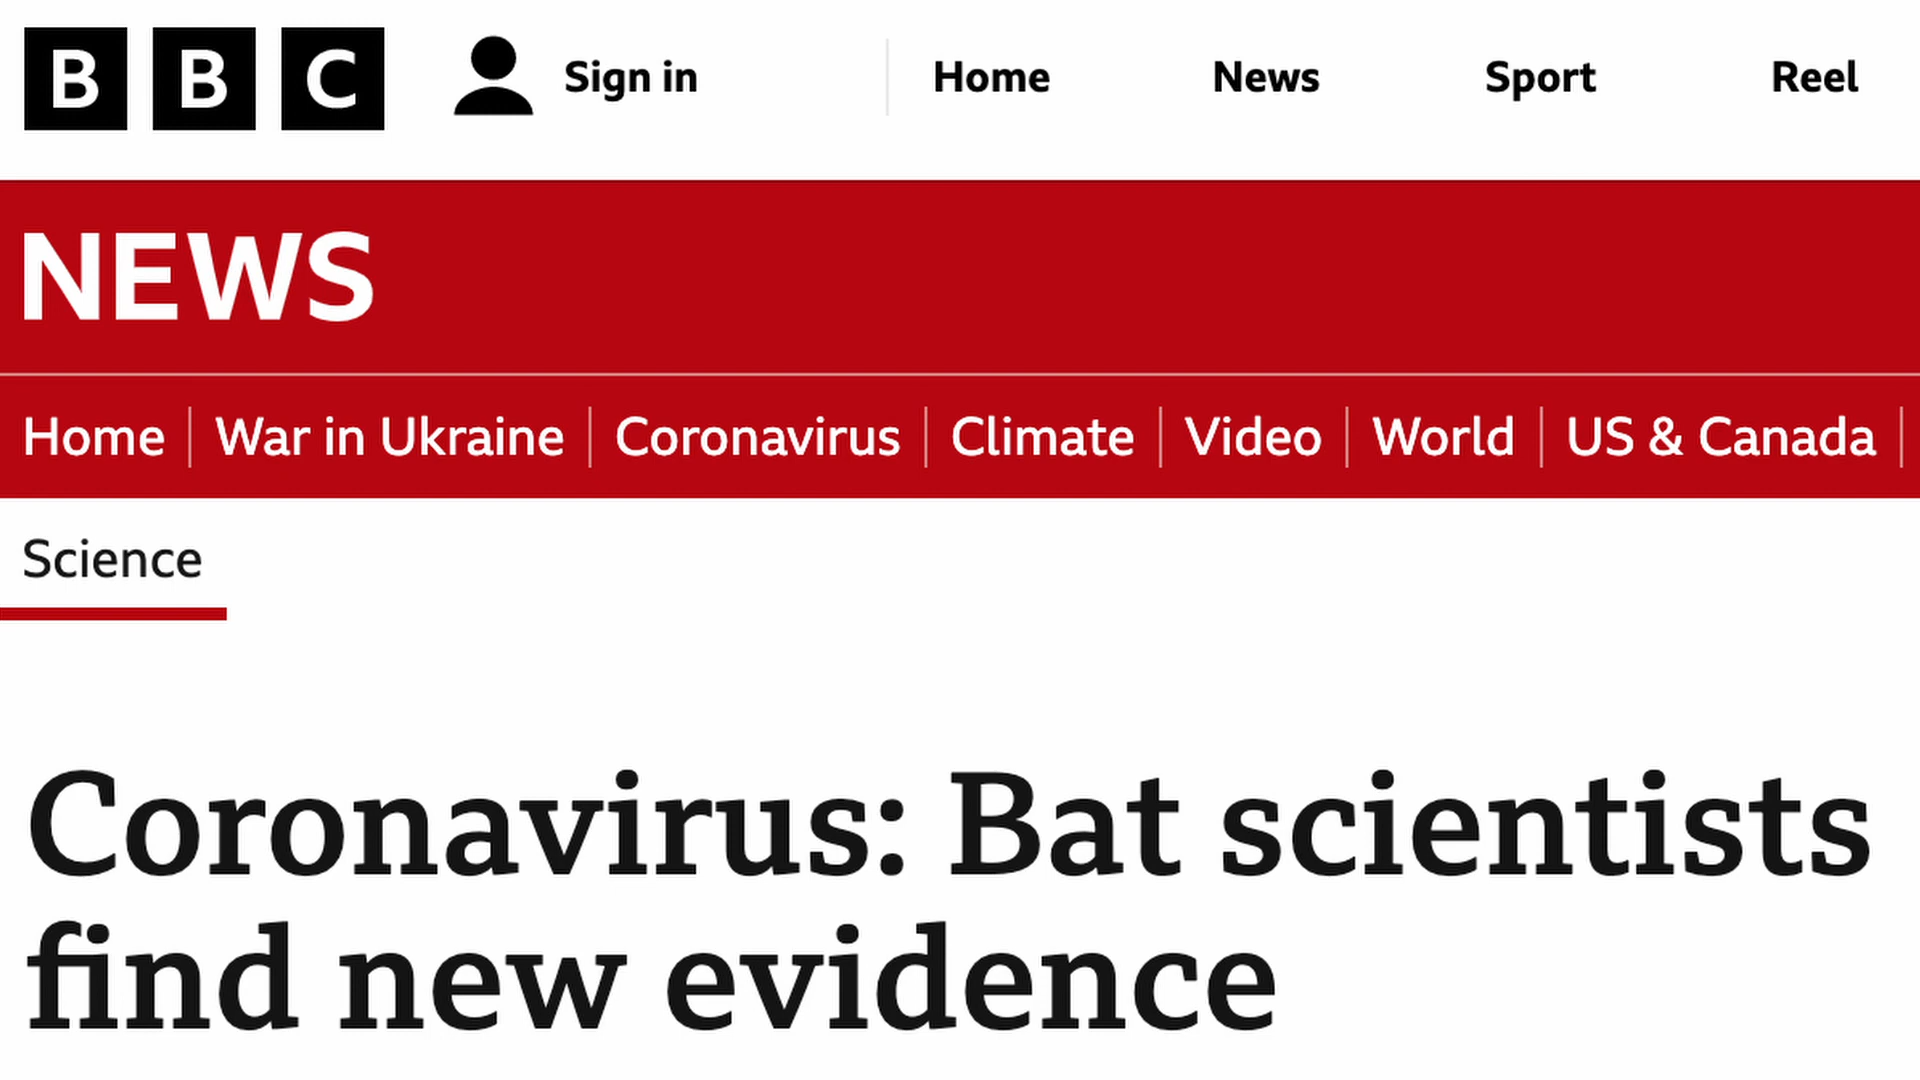 BBC Sign in Home News Sport Reel
NEWS
Home War in Ukraine Coronavirus Climate Video World US & Canada
Science
Coronavirus: Bat scientists
find new evidence